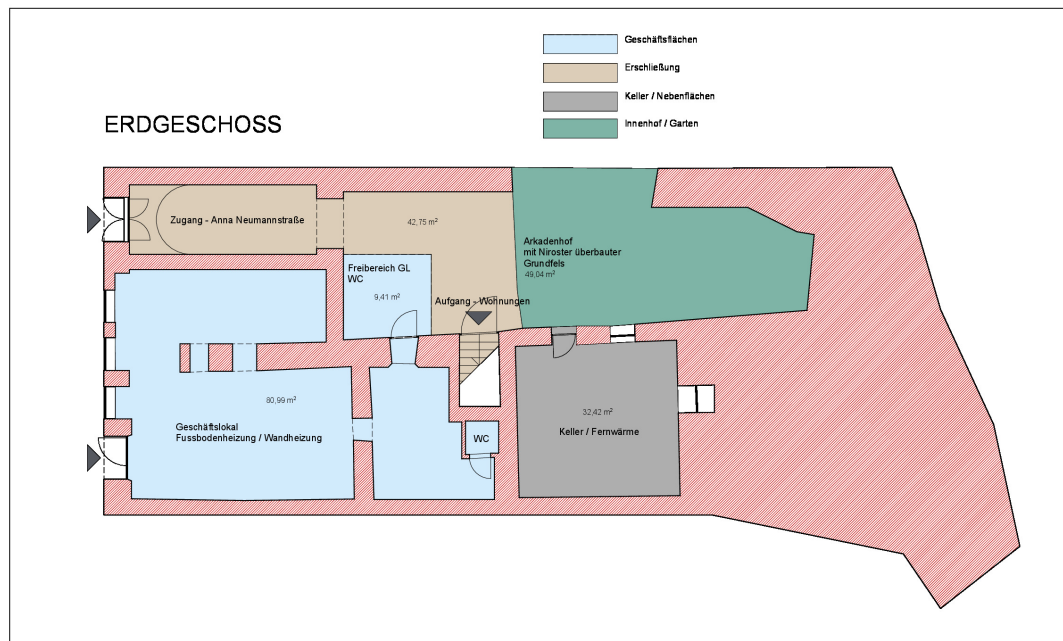 Geschäftsflächen
Erschließung
Keller / Nebenflächen
Innenhof / Garten
ERDGESCHOSS
Zugang - Anna Neumannstraße
42,75 m²
Arkadenhof
mit Niroster überbauter
Grundfels
49,04 m²
Freibereich GL
WC
9,41 m²
Aufgang - Wohnungen
80,99 m²
Geschäftslokal
Fussbodenheizung / Wandheizung
WC
32,42 m²
Keller / Fernwärme